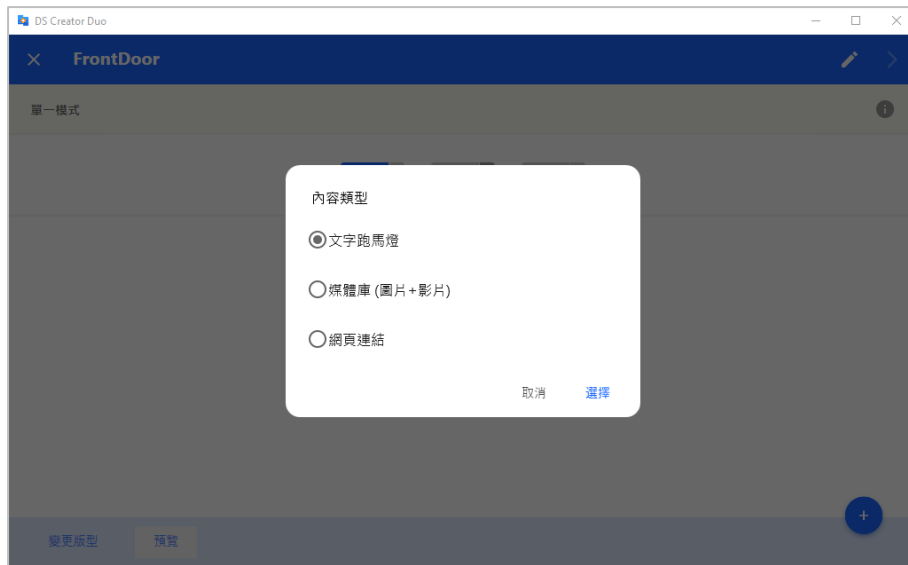 DS Creator Duo
FrontDoor
單一模式
內容類型
文字跑馬燈
媒體庫 (圖片+影片)
網頁連結
取消 選擇
變更版型 預覽